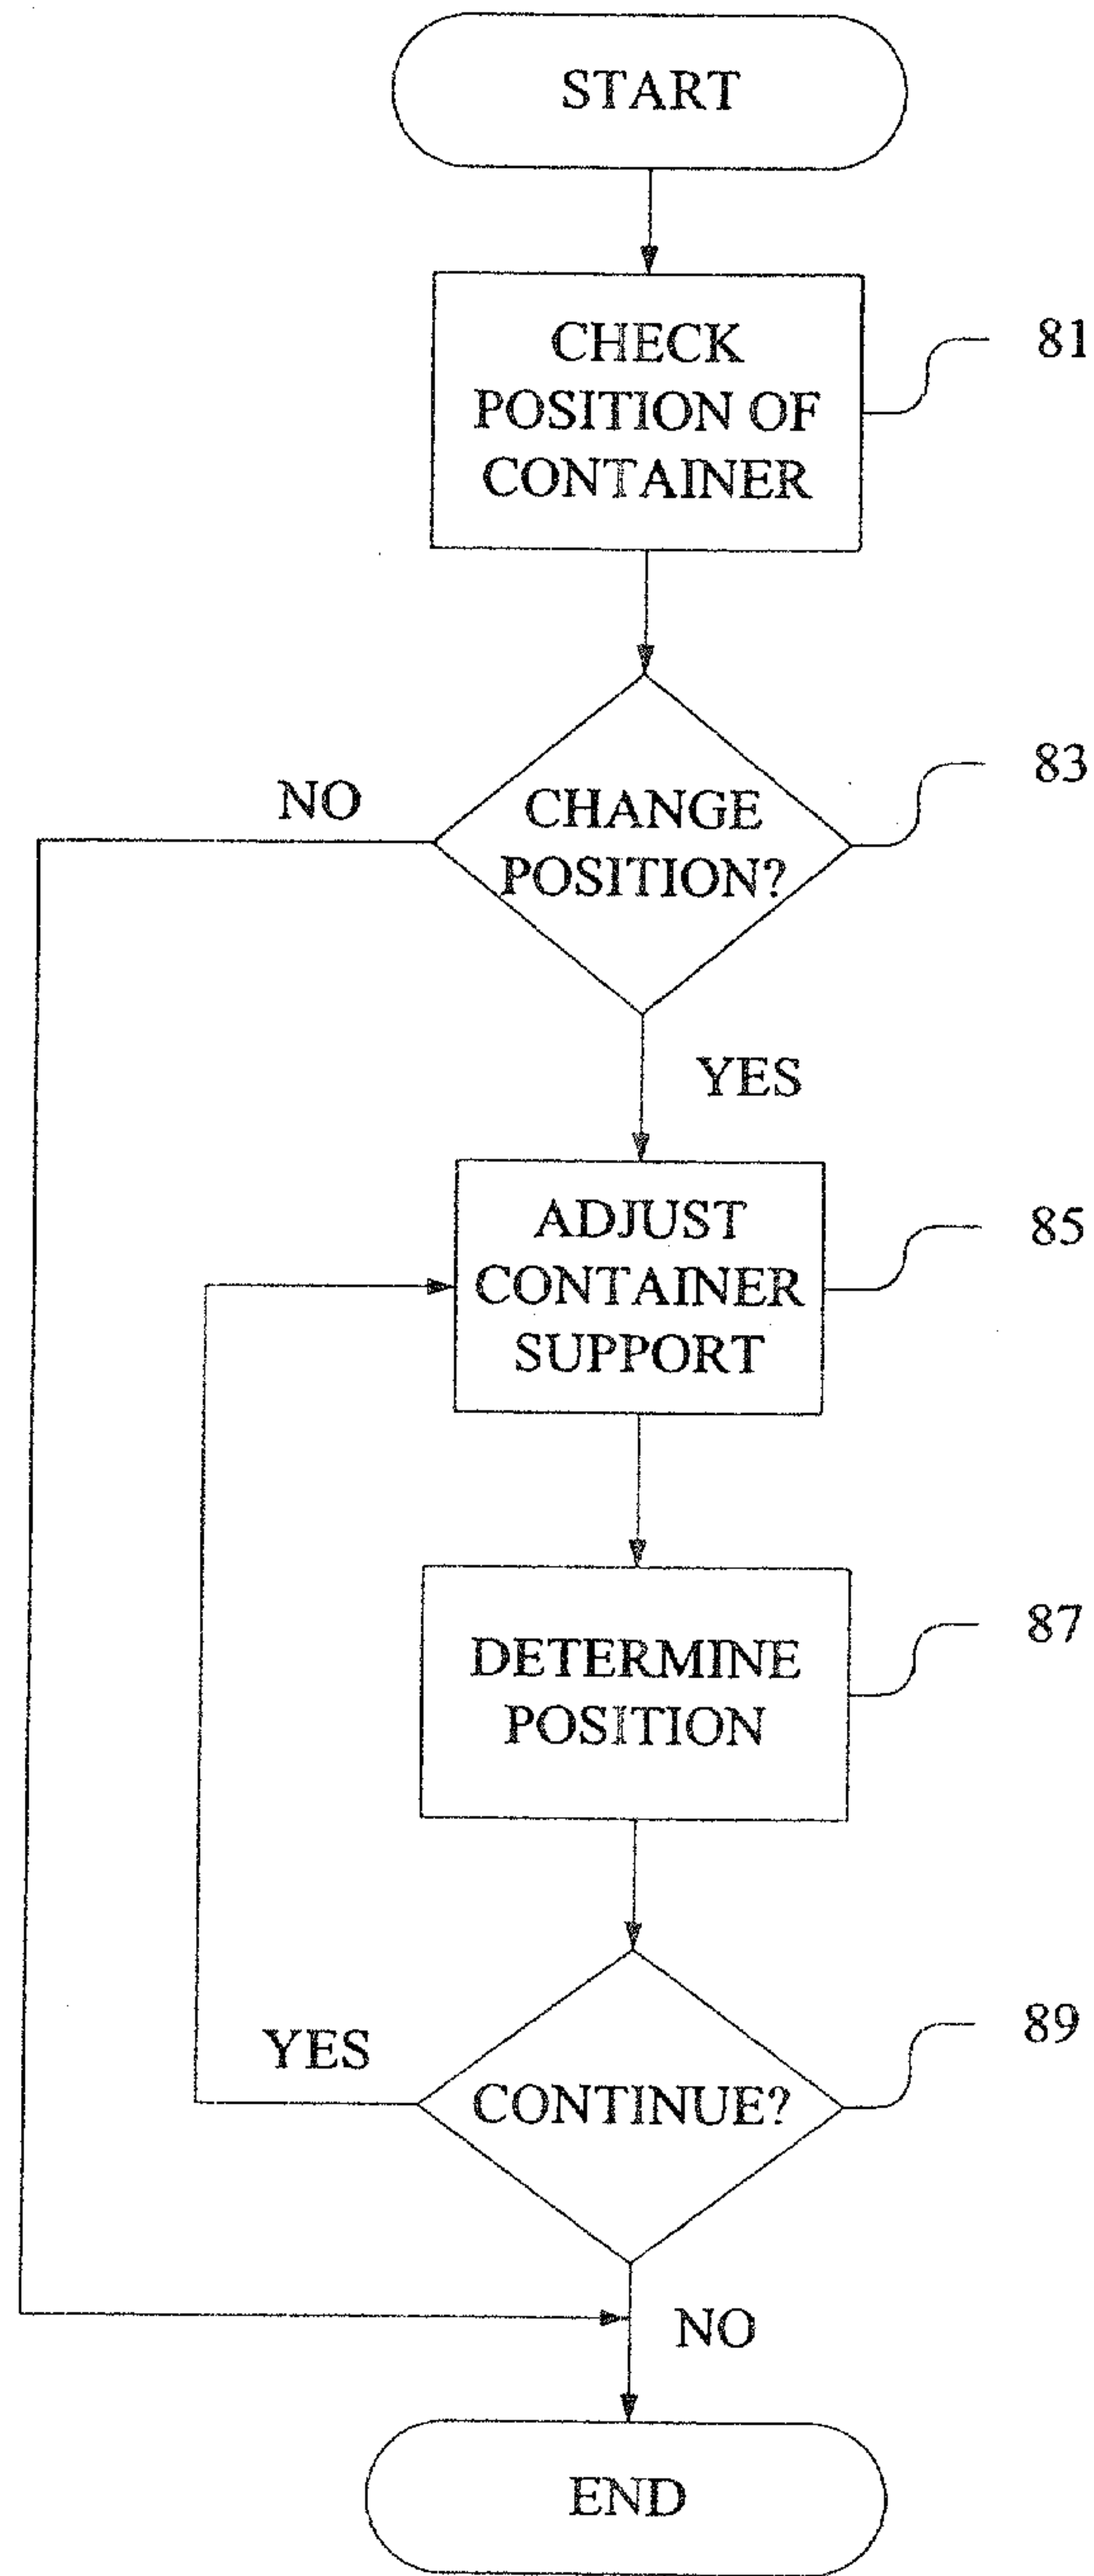 START
CHECK
POSITION OF
CONTAINER
81
CHANGE
POSITION?
83
NO
YES
ADJUST
CONTAINER
SUPPORT
85
DETERMINE
POSITION
87
CONTINUE?
89
YES
NO
END